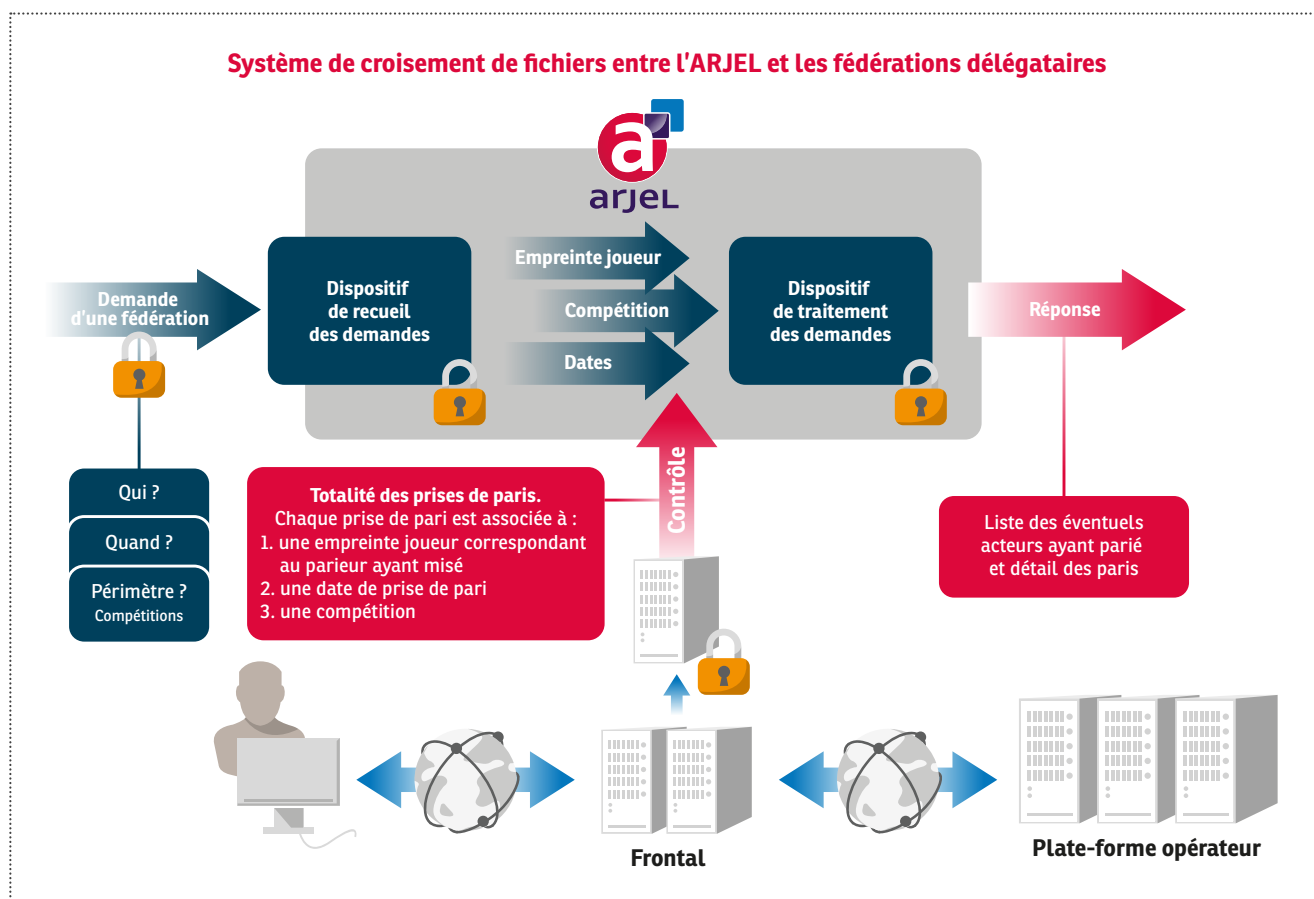 Système de croisement de fichiers entre l'ARJEL et les fédérations délégataires
a
arjeL
Demande
d'une fédération
Dispositif
de recueil
des demandes
Empreinte joueur
Compétition
Dates
Dispositif
de traitement
des demandes
Réponse
Qui ?
Quand ?
Périmètre ?
Compétitions
Totalité des prises de paris.
Chaque prise de pari est associée à :
1. une empreinte joueur correspondant
au parieur ayant misé
2. une date de prise de pari
3. une compétition
Contrôle
Liste des éventuels
acteurs ayant parié
et détail des paris
Frontal
Plate-forme opérateur